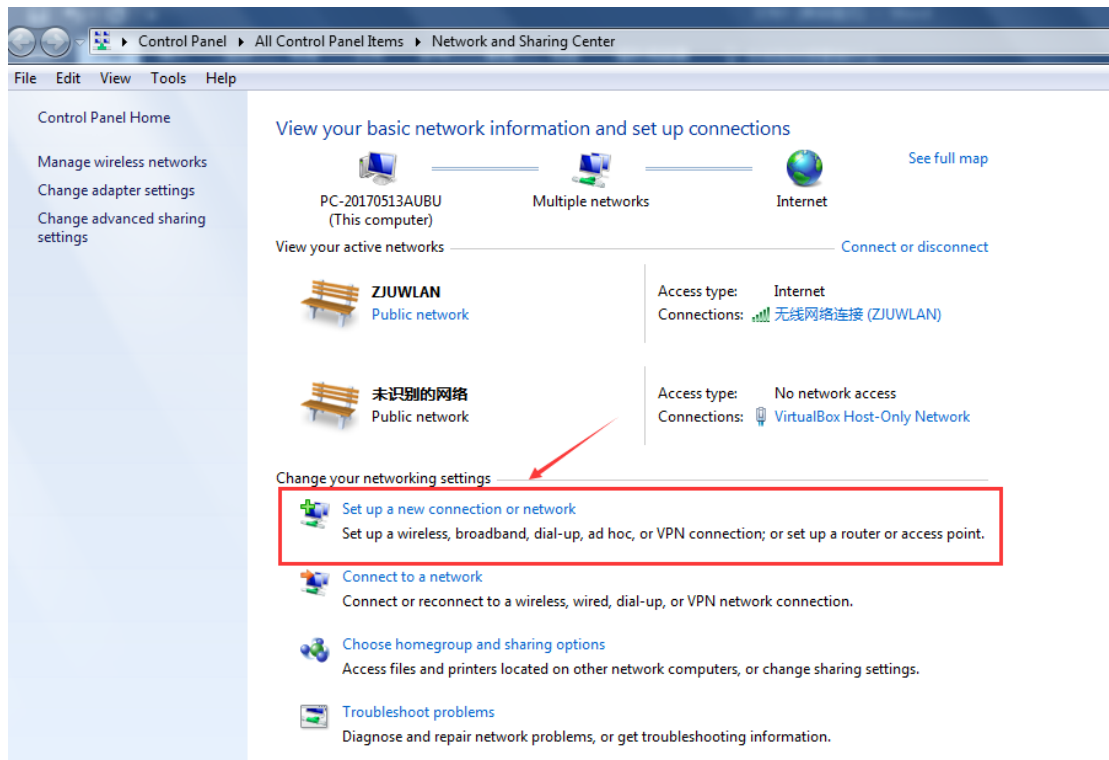 Control Panel ▸ All Control Panel Items ▸ Network and Sharing Center
File Edit View Tools Help
Control Panel Home
Manage wireless networks
Change adapter settings
Change advanced sharing
settings
View your basic network information and set up connections
See full map
PC-20170513AUBU
(This computer)
Multiple networks
Internet
View your active networks
Connect or disconnect
ZJUWLAN
Public network
Access type: Internet
Connections: 无线网络连接 (ZJUWLAN)
未识别的网络
Public network
Access type: No network access
Connections: VirtualBox Host-Only Network
Change your networking settings
Set up a new connection or network
Set up a wireless, broadband, dial-up, ad hoc, or VPN connection; or set up a router or access point.
Connect to a network
Connect or reconnect to a wireless, wired, dial-up, or VPN network connection.
Choose homegroup and sharing options
Access files and printers located on other network computers, or change sharing settings.
Troubleshoot problems
Diagnose and repair network problems, or get troubleshooting information.